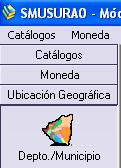 SMUSURA0 - Mó
Catálogos Moneda
Catálogos
Moneda
Ubicación Geográfica
Depto./Municipio